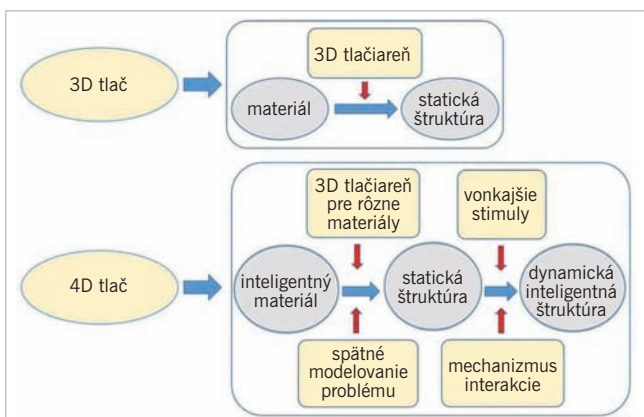 3D tlač
3D tlačiareň
materiál
statická
štruktúra
4D tlač
3D tlačiareň
pre rôzne
materiály
vonkajšie
stimuly
inteligentný
materiál
statická
štruktúra
dynamická
inteligentná
štruktúra
spätné
modelovanie
problému
mechanizmus
interakcie